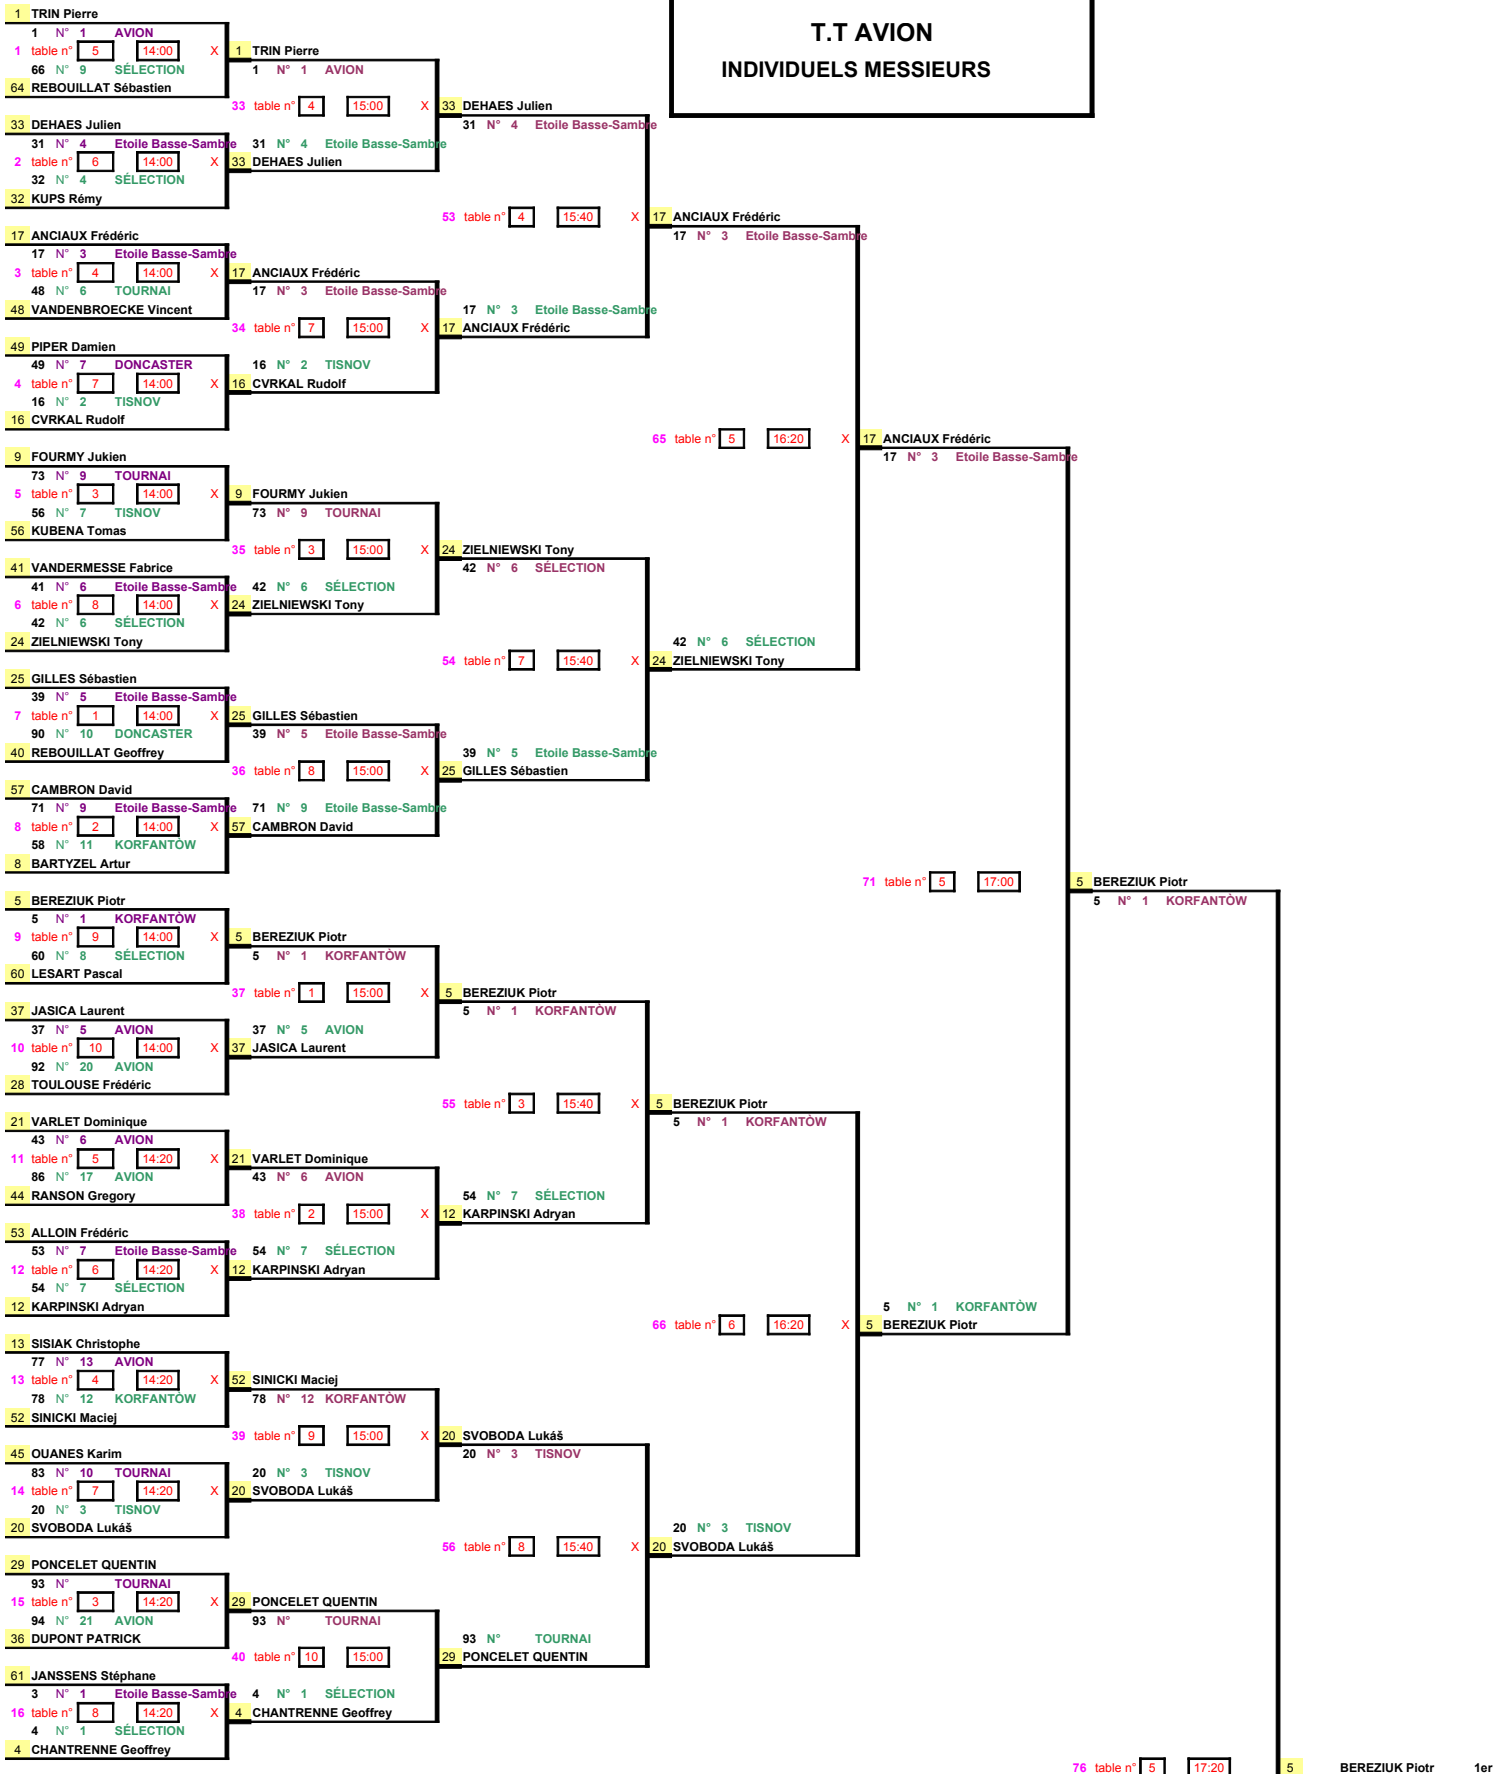 T.T AVION
INDIVIDUELS MESSIEURS
1 TRIN Pierre
1 N° 1 AVION
1 table n° 5 14:00 X 1 TRIN Pierre
66 N° 9 SÉLECTION 1 N° 1 AVION
64 REBOUILLAT Sébastien
33 table n° 4 15:00 X 33 DEHAES Julien
33 DEHAES Julien 31 N° 4 Etoile Basse-Sambre
31 N° 4 Etoile Basse-Sambre 31 N° 4 Etoile Basse-Sambre
2 table n° 6 14:00 X 33 DEHAES Julien
32 N° 4 SÉLECTION
32 KUPS Rémy
53 table n° 4 15:40 X 17 ANCIAUX Frédéric
17 ANCIAUX Frédéric 17 N° 3 Etoile Basse-Sambre
17 N° 3 Etoile Basse-Sambre
3 table n° 4 14:00 X 17 ANCIAUX Frédéric
48 N° 6 TOURNAI 17 N° 3 Etoile Basse-Sambre
48 VANDENBROECKE Vincent 17 N° 3 Etoile Basse-Sambre
34 table n° 7 15:00 X 17 ANCIAUX Frédéric
49 PIPER Damien
49 N° 7 DONCASTER 16 N° 2 TISNOV
4 table n° 7 14:00 X 16 CVRKAL Rudolf
16 N° 2 TISNOV
16 CVRKAL Rudolf
65 table n° 5 16:20 X 17 ANCIAUX Frédéric
9 FOURMY Jukien 17 N° 3 Etoile Basse-Sambre
73 N° 9 TOURNAI
5 table n° 3 14:00 X 9 FOURMY Jukien
56 N° 7 TISNOV 73 N° 9 TOURNAI
56 KUBENA Tomas
35 table n° 3 15:00 X 24 ZIELNIEWSKI Tony
41 VANDERMESSE Fabrice 42 N° 6 SÉLECTION
41 N° 6 Etoile Basse-Sambre 42 N° 6 SÉLECTION
6 table n° 8 14:00 X 24 ZIELNIEWSKI Tony
42 N° 6 SÉLECTION
24 ZIELNIEWSKI Tony 42 N° 6 SÉLECTION
54 table n° 7 15:40 X 24 ZIELNIEWSKI Tony
25 GILLES Sébastien
39 N° 5 Etoile Basse-Sambre
7 table n° 1 14:00 X 25 GILLES Sébastien
90 N° 10 DONCASTER 39 N° 5 Etoile Basse-Sambre
40 REBOUILLAT Geoffrey 39 N° 5 Etoile Basse-Sambre
36 table n° 8 15:00 X 25 GILLES Sébastien
57 CAMBRON David
71 N° 9 Etoile Basse-Sambre 71 N° 9 Etoile Basse-Sambre
8 table n° 2 14:00 X 57 CAMBRON David
58 N° 11 KORFANTÒW
8 BARTYZEL Artur
71 table n° 5 17:00 5 BEREZIUK Piotr
5 BEREZIUK Piotr 5 N° 1 KORFANTÒW
5 N° 1 KORFANTÒW
9 table n° 9 14:00 X 5 BEREZIUK Piotr
60 N° 8 SÉLECTION 5 N° 1 KORFANTÒW
60 LESART Pascal
37 table n° 1 15:00 X 5 BEREZIUK Piotr
37 JASICA Laurent 5 N° 1 KORFANTÒW
37 N° 5 AVION 37 N° 5 AVION
10 table n° 10 14:00 X 37 JASICA Laurent
92 N° 20 AVION
28 TOULOUSE Frédéric
55 table n° 3 15:40 X 5 BEREZIUK Piotr
21 VARLET Dominique 5 N° 1 KORFANTÒW
43 N° 6 AVION
11 table n° 5 14:20 X 21 VARLET Dominique
86 N° 17 AVION 43 N° 6 AVION
44 RANSON Gregory 54 N° 7 SÉLECTION
38 table n° 2 15:00 X 12 KARPINSKI Adryan
53 ALLOIN Frédéric
53 N° 7 Etoile Basse-Sambre 54 N° 7 SÉLECTION
12 table n° 6 14:20 X 12 KARPINSKI Adryan
54 N° 7 SÉLECTION
12 KARPINSKI Adryan 5 N° 1 KORFANTÒW
66 table n° 6 16:20 X 5 BEREZIUK Piotr
13 SISIAK Christophe
77 N° 13 AVION
13 table n° 4 14:20 X 52 SINICKI Maciej
78 N° 12 KORFANTÒW 78 N° 12 KORFANTÒW
52 SINICKI Maciej
39 table n° 9 15:00 X 20 SVOBODA Lukáš
45 OUANES Karim 20 N° 3 TISNOV
83 N° 10 TOURNAI 20 N° 3 TISNOV
14 table n° 7 14:20 X 20 SVOBODA Lukáš
20 N° 3 TISNOV
20 SVOBODA Lukáš 20 N° 3 TISNOV
56 table n° 8 15:40 X 20 SVOBODA Lukáš
29 PONCELET QUENTIN
93 N° TOURNAI
15 table n° 3 14:20 X 29 PONCELET QUENTIN
94 N° 21 AVION 93 N° TOURNAI
36 DUPONT PATRICK 93 N° TOURNAI
40 table n° 10 15:00 29 PONCELET QUENTIN
61 JANSSENS Stéphane
3 N° 1 Etoile Basse-Sambre 4 N° 1 SÉLECTION
16 table n° 8 14:20 X 4 CHANTRENNE Geoffrey
4 N° 1 SÉLECTION
4 CHANTRENNE Geoffrey
76 table n° 5 17:20 5 BEREZIUK Piotr 1er